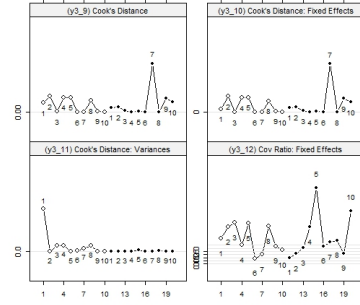 (y3_9) Cook's Distance
(y3_10) Cook's Distance: Fixed Effects
0.00
1 2 3 4 5 6 7 8 9 10 1 2 3 4 5 6 7 8 9 10
0
1 2 3 4 5 6 7 8 9 10 1 2 3 4 5 6 7 8 9 10
(y3_11) Cook's Distance: Variances
(y3_12) Cov Ratio: Fixed Effects
0.0
1 2 3 4 5 6 7 8 9 10 1 2 3 4 5 6 7 8 9 10
1 2 3 4 5 6 7 8 9 10 1 2 3 4 5 6 7 8 9 10
1 4 7 10 13 16 19
1 4 7 10 13 16 19